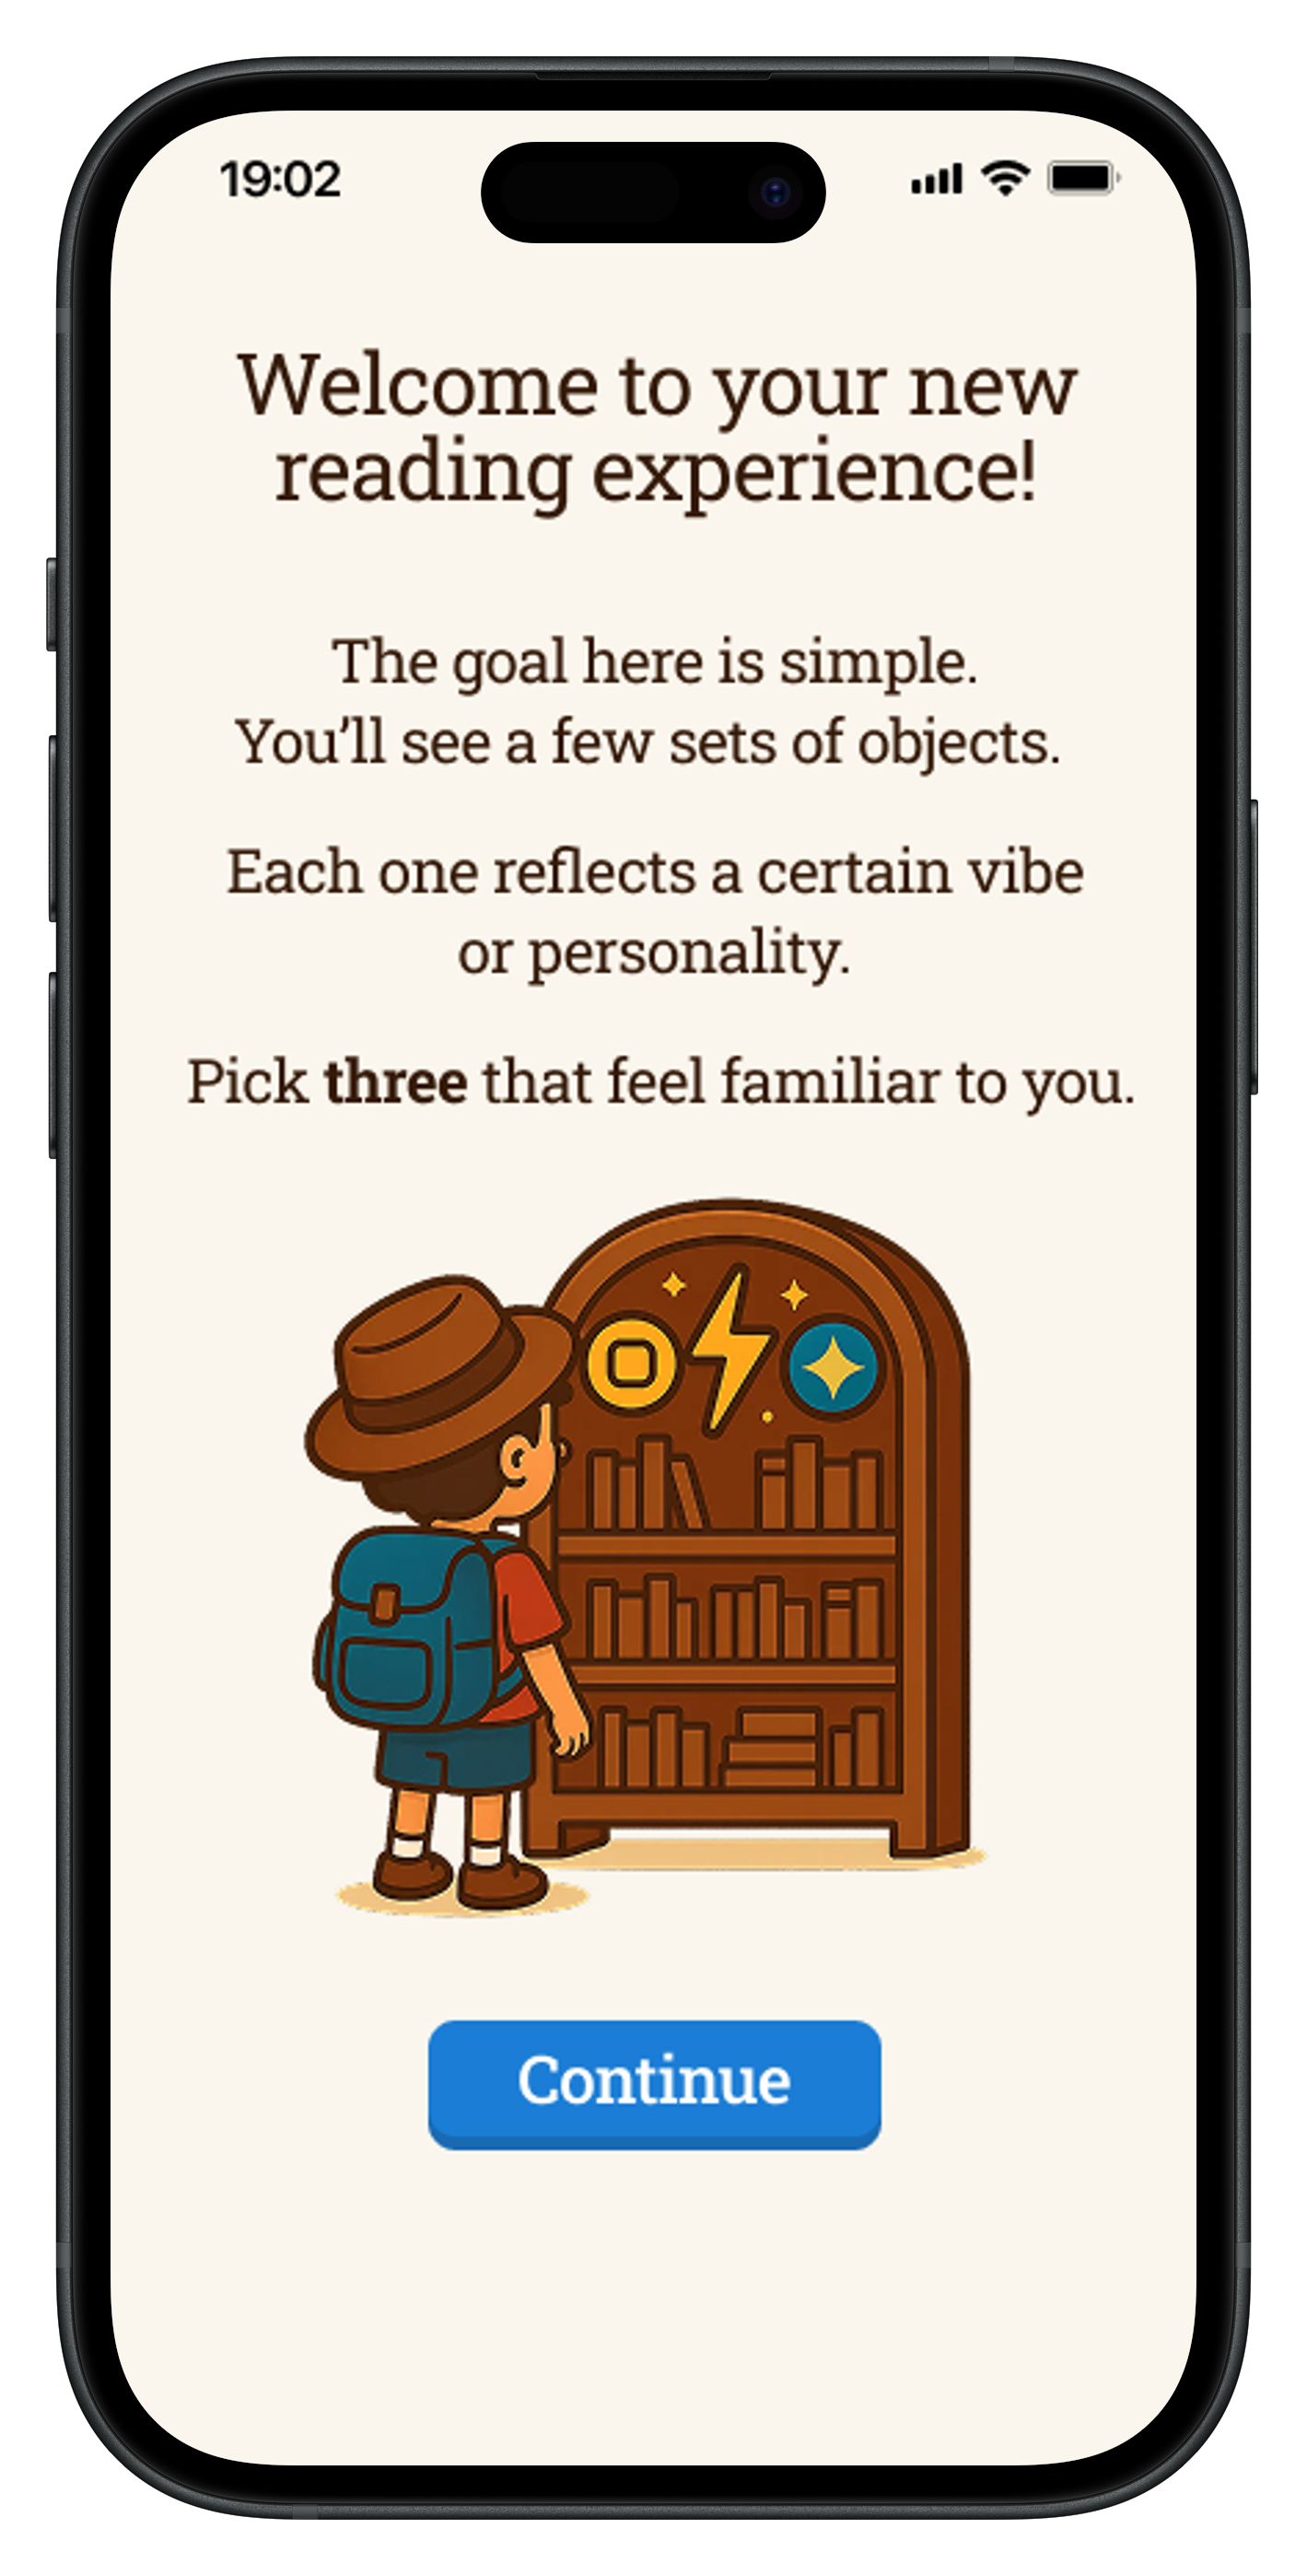 19:02
Welcome to your new
reading experience!
The goal here is simple.
You’ll see a few sets of objects.
Each one reflects a certain vibe
or personality.
Pick three that feel familiar to you.
Continue